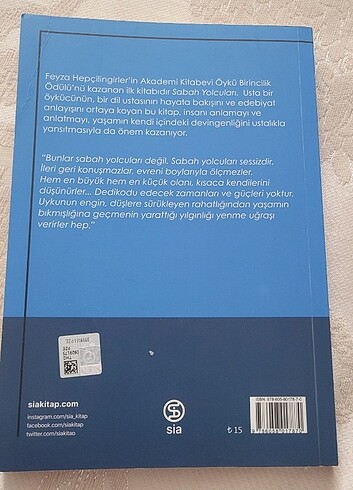 Feyza Hepçilingirler'in Akademi Kitabevi Öykü Birincilik
Ödülü'nü kazanan ilk kitabıdır Sabah Yolcuları. Usta bir
öykücünün, bir dil ustasının hayata bakışını ve edebiyat
anlayışını ortaya koyan bu kitap, insanı anlamayı ve
anlatmayı, yaşamın kendi içindeki devingenliğini ustalıkla
yansıtmasıyla da önem kazanıyor.
"Bunlar sabah yolcuları değil. Sabah yolcuları sessizdir.
İleri geri konuşmazlar, evreni boylarıyla ölçmezler.
Hem en büyük hem en küçük olanı, kısaca kendilerini
düşünürler... Dedikodu edecek zamanları ve güçleri yoktur.
Uykunun engin, düşlere sürükleyen rahatlığından yaşamın
bıkmışlığına geçmenin yarattığı yılgınlığı yenme uğraşı
verirler hep."
siakitap.com
instagram.com/sia_kitap
facebook.com/siakitap
twitter.com/siakitap
sia
₺ 15